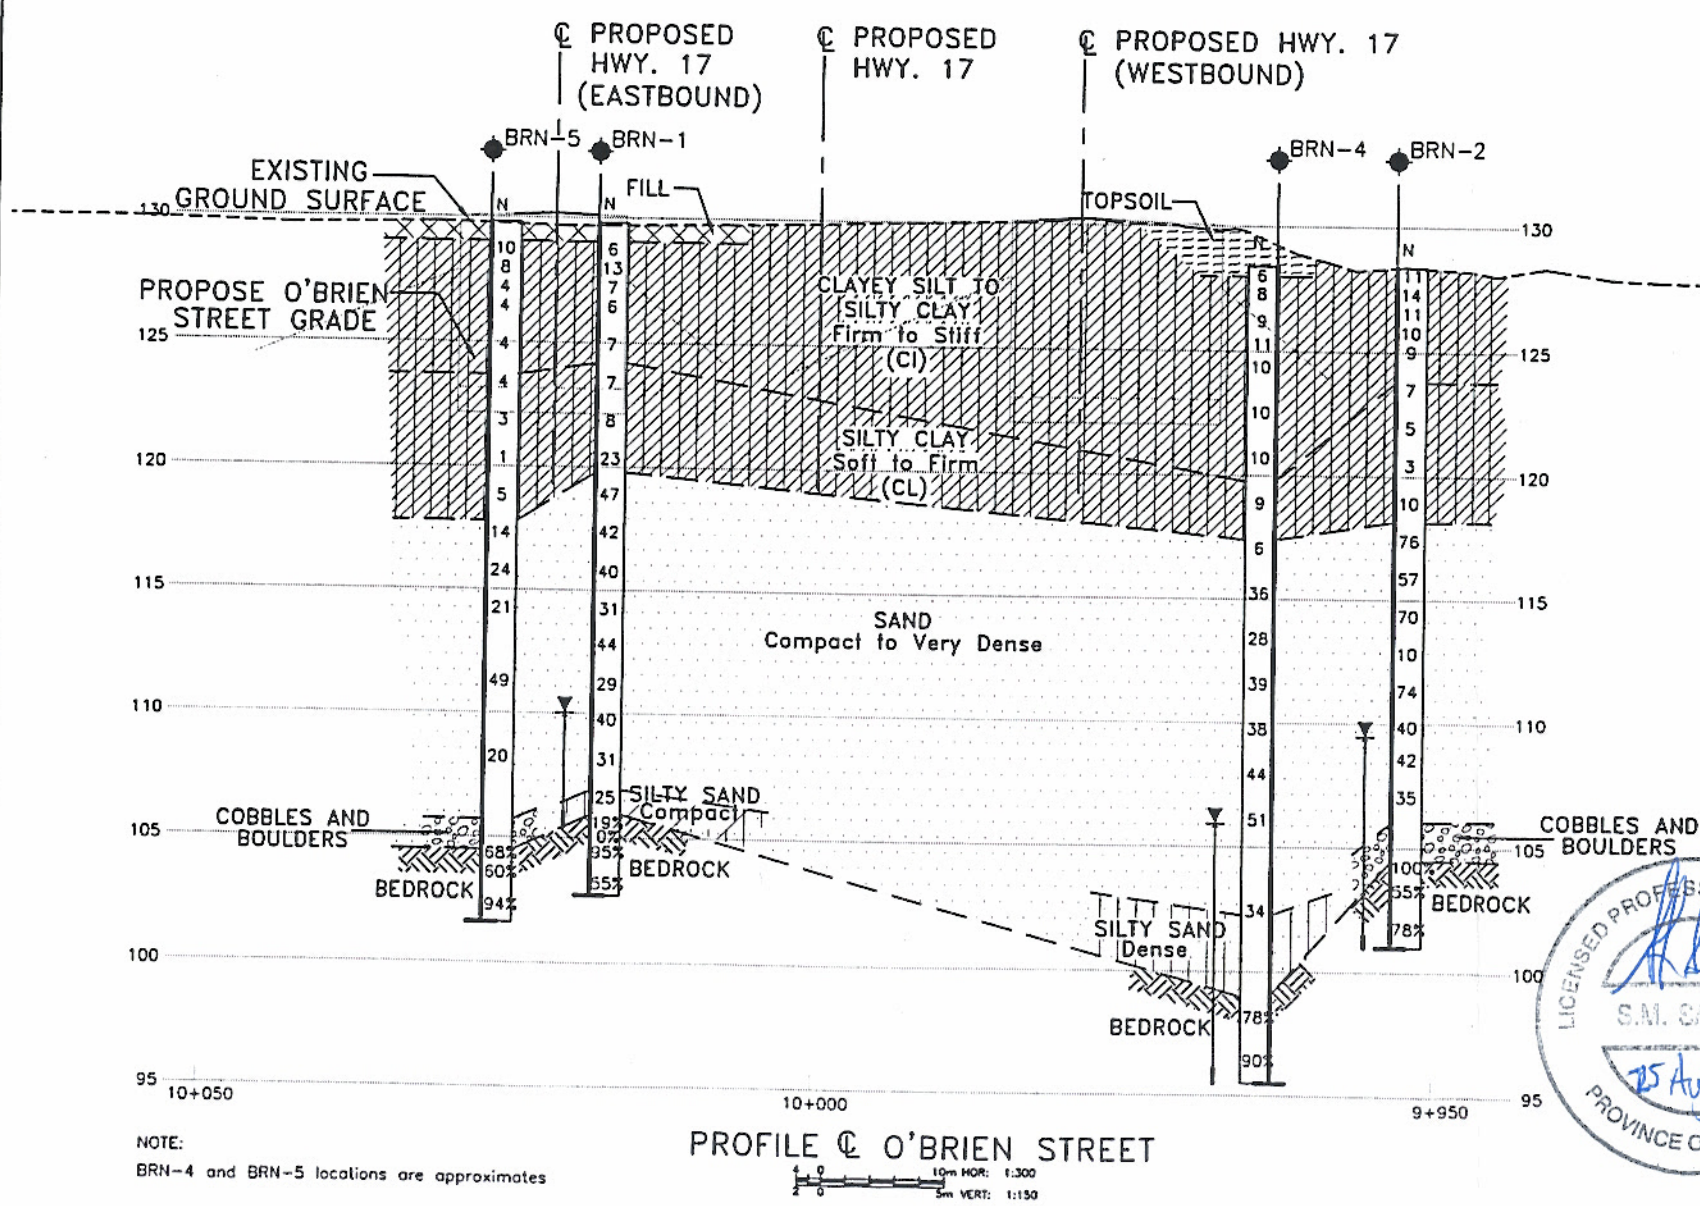 ℄ PROPOSED
HWY. 17
(EASTBOUND)
℄ PROPOSED
HWY. 17
℄ PROPOSED HWY. 17
(WESTBOUND)
BRN-5
BRN-1
BRN-4
BRN-2
EXISTING
GROUND SURFACE
FILL
TOPSOIL
N
N
N
N
130
130
PROPOSE O'BRIEN
STREET GRADE
125
125
120
120
115
115
110
110
105
105
100
100
95
95
10
8
4
4
4
4
3
1
5
14
24
21
49
20
68%
60%
94%
6
13
7
6
7
7
8
23
47
42
40
31
44
29
40
31
25
19%
0%
95%
55%
CLAYEY SILT TO
SILTY CLAY
Firm to Stiff
(CI)
SILTY CLAY
Soft to Firm
(CL)
SAND
Compact to Very Dense
6
8
9
11
10
10
10
9
6
36
28
39
38
44
51
34
78%
90%
11
14
11
10
9
7
5
3
10
76
57
70
10
74
40
42
35
100%
55%
78%
COBBLES AND
BOULDERS
BEDROCK
SILTY SAND
Compact
BEDROCK
SILTY SAND
Dense
BEDROCK
COBBLES AND
BOULDERS
BEDROCK
10+050
10+000
9+950
PROFILE ℄ O'BRIEN STREET
4 0 10m HOR: 1:300
2 0 5m VERT: 1:150
NOTE:
BRN-4 and BRN-5 locations are approximates
LICENSED PROFESS
S.M. S
25 Au
PROVINCE O